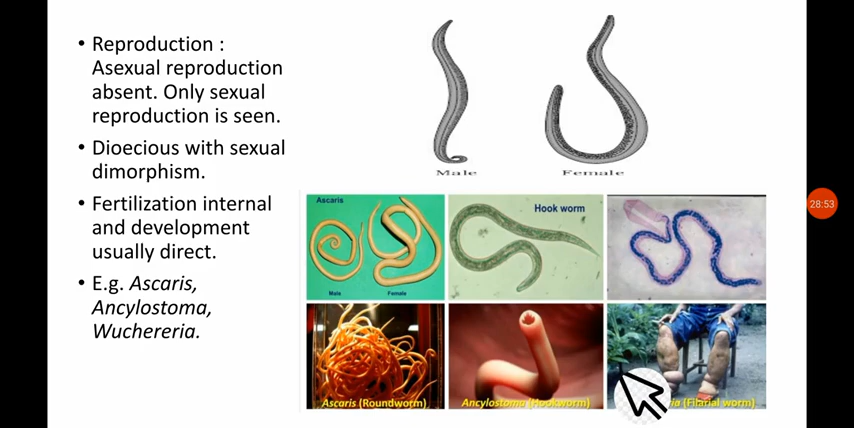 • Reproduction :
Asexual reproduction
absent. Only sexual
reproduction is seen.
• Dioecious with sexual
dimorphism.
• Fertilization internal
and development
usually direct.
• E.g. Ascaris,
Ancylostoma,
Wuchereria.
Male
Female
Ascaris
Male
Female
Hook worm
Ascaris (Roundworm)
Ancylostoma (Hookworm)
ria (Filarial worm)
28:53